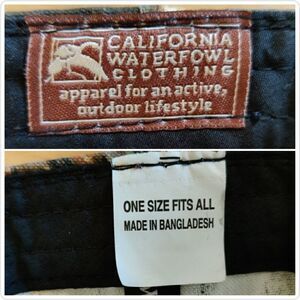 CALIFORNIA
WATERFOWL
CLOTHING
apparel for an active,
outdoor lifestyle
ONE SIZE FITS ALL
MADE IN BANGLADESH